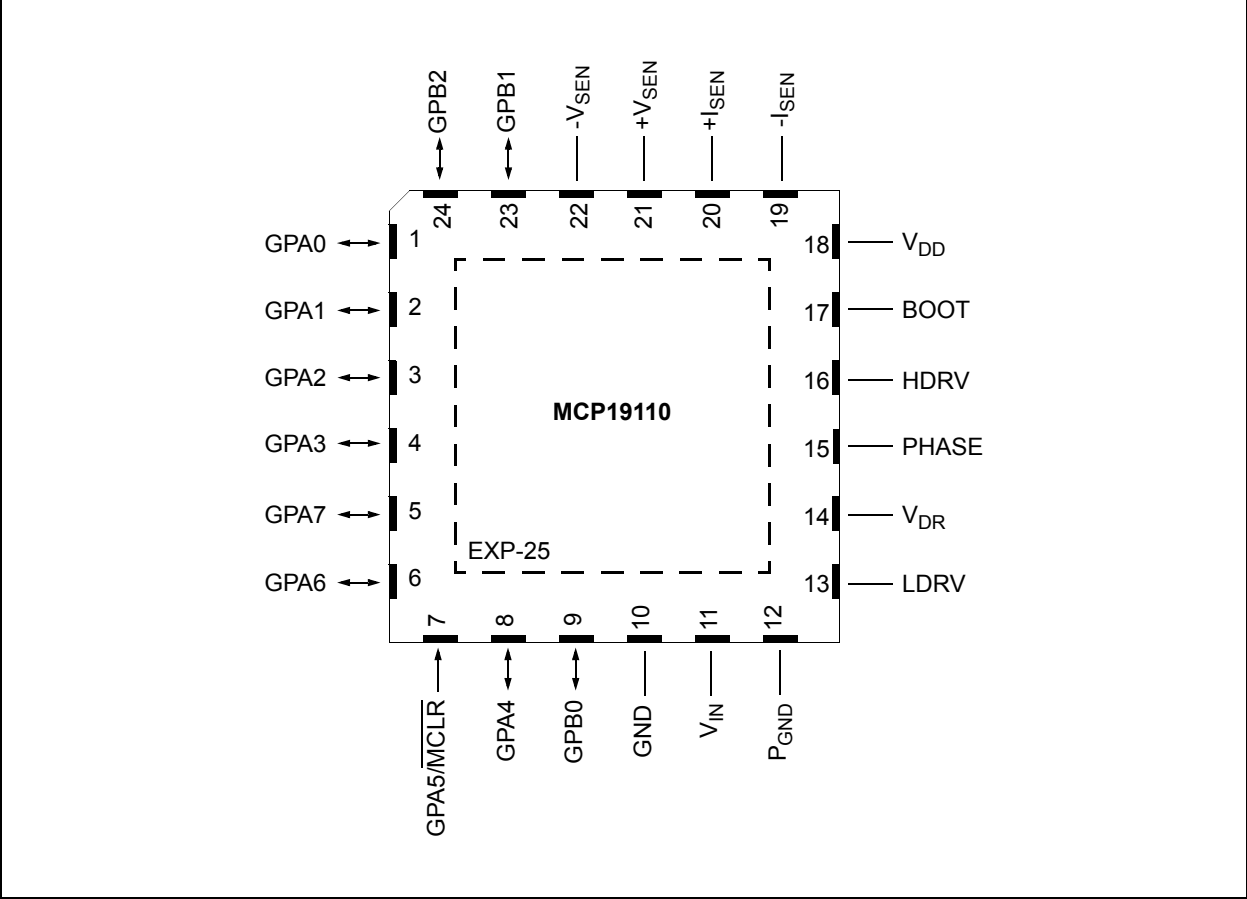 GPB2
GPB1
-VSEN
+VSEN
+ISEN
-ISEN
24
23
22
21
20
19
GPA0
1
18
VDD
GPA1
2
17
BOOT
GPA2
3
16
HDRV
MCP19110
GPA3
4
15
PHASE
GPA7
5
14
VDR
EXP-25
GPA6
6
13
LDRV
7
8
9
10
11
12
GPA5/MCLR
GPA4
GPB0
GND
VIN
PGND